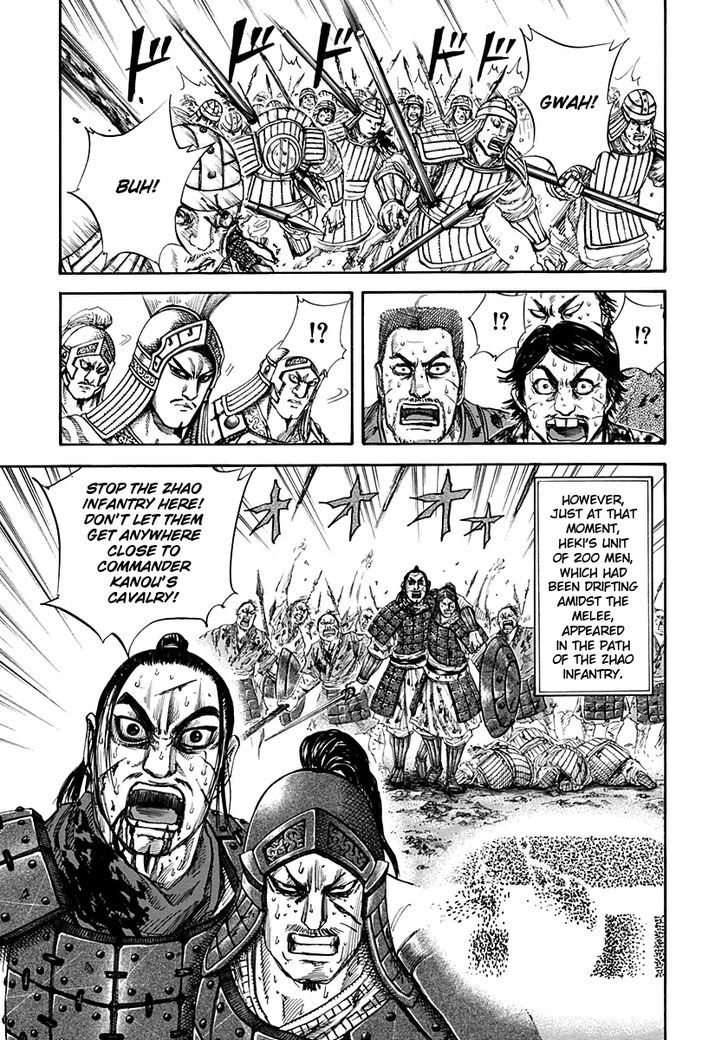 ド ド ド ド ド
GWAH!
BUH!
!?
!?
!?
!?
HOWEVER,
JUST AT THAT
MOMENT,
HEKI'S UNIT
OF 200 MEN,
WHICH HAD
BEEN DRIFTING
AMIDST THE
MELEE,
APPEARED
IN THE PATH
OF THE ZHAO
INFANTRY.
オ オ オ オ
STOP THE ZHAO
INFANTRY HERE!
DON'T LET THEM
GET ANYWHERE
CLOSE TO
COMMANDER
KANOU'S
CAVALRY!